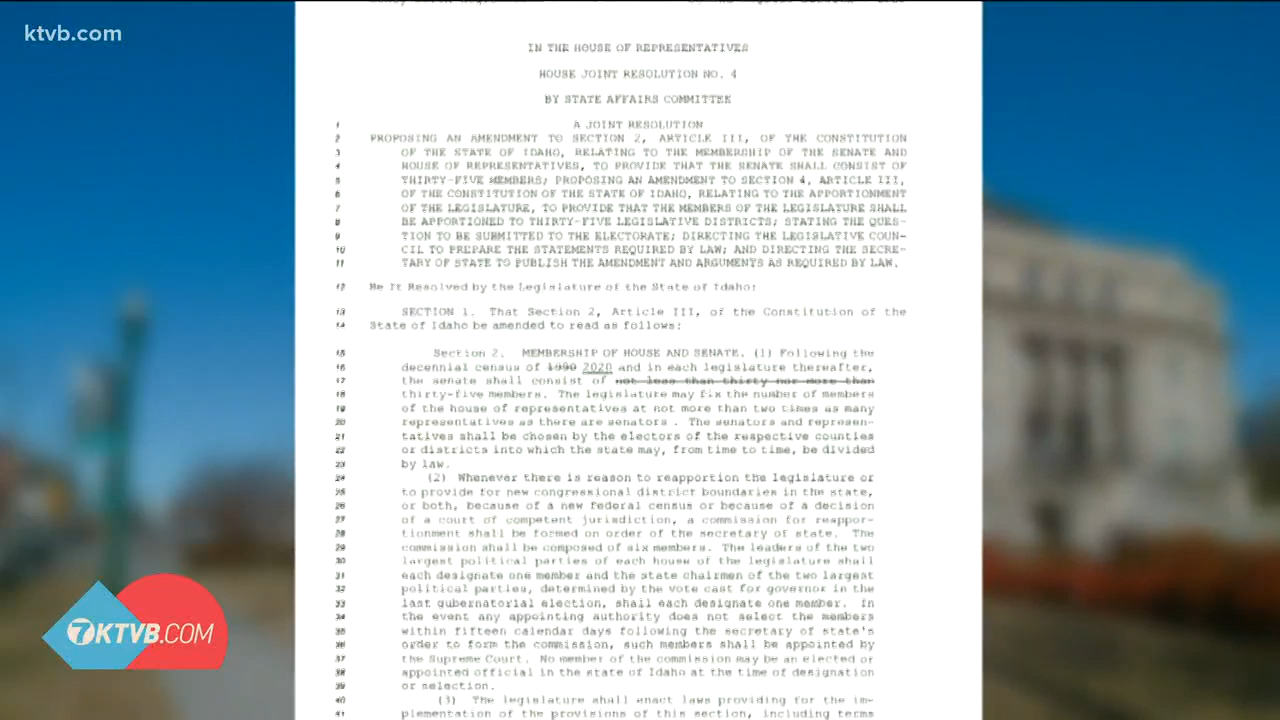 ktvb.com
IN THE HOUSE OF REPRESENTATIVES
HOUSE JOINT RESOLUTION NO. 4
BY STATE AFFAIRS COMMITTEE
1 A JOINT RESOLUTION
2 PROPOSING AN AMENDMENT TO SECTION 2, ARTICLE III, OF THE CONSTITUTION
3 OF THE STATE OF IDAHO, RELATING TO THE MEMBERSHIP OF THE SENATE AND
4 HOUSE OF REPRESENTATIVES, TO PROVIDE THAT THE SENATE SHALL CONSIST OF
5 THIRTY-FIVE MEMBERS; PROPOSING AN AMENDMENT TO SECTION 4, ARTICLE III,
6 OF THE CONSTITUTION OF THE STATE OF IDAHO, RELATING TO THE APPORTIONMENT
7 OF THE LEGISLATURE, TO PROVIDE THAT THE MEMBERS OF THE LEGISLATURE SHALL
8 BE APPORTIONED TO THIRTY-FIVE LEGISLATIVE DISTRICTS; STATING THE QUES-
9 TION TO BE SUBMITTED TO THE ELECTORATE; DIRECTING THE LEGISLATIVE COUN-
10 CIL TO PREPARE THE STATEMENTS REQUIRED BY LAW; AND DIRECTING THE SECRE-
11 TARY OF STATE TO PUBLISH THE AMENDMENT AND ARGUMENTS AS REQUIRED BY LAW.
12 Be It Resolved by the Legislature of the State of Idaho:
13 SECTION 1. That Section 2, Article III, of the Constitution of the
14 State of Idaho be amended to read as follows:
15 Section 2. MEMBERSHIP OF HOUSE AND SENATE. (1) Following the
16 decennial census of 1990 2020 and in each legislature thereafter,
17 the senate shall consist of not less than thirty nor more than
18 thirty-five members. The legislature may fix the number of members
19 of the house of representatives at not more than two times as many
20 representatives as there are senators . The senators and represen-
21 tatives shall be chosen by the electors of the respective counties
22 or districts into which the state may, from time to time, be divided
23 by law.
24 (2) Whenever there is reason to reapportion the legislature or
25 to provide for new congressional district boundaries in the state,
26 or both, because of a new federal census or because of a decision
27 of a court of competent jurisdiction, a commission for reappor-
28 tionment shall be formed on order of the secretary of state. The
29 commission shall be composed of six members. The leaders of the two
30 largest political parties of each house of the legislature shall
31 each designate one member and the state chairmen of the two largest
32 political parties, determined by the vote cast for governor in the
33 last gubernatorial election, shall each designate one member. In
34 the event any appointing authority does not select the members
35 within fifteen calendar days following the secretary of state's
36 order to form the commission, such members shall be appointed by
37 the Supreme Court. No member of the commission may be an elected or
38 appointed official in the state of Idaho at the time of designation
39 or selection.
40 (3) The legislature shall enact laws providing for the im-
41 plementation of the provisions of this section, including terms
7KTVB.COM